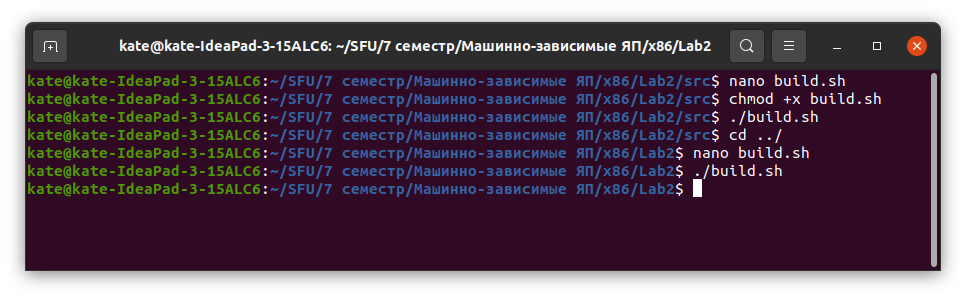 kate@kate-IdeaPad-3-15ALC6: ~/SFU/7 семестр/Машинно-зависимые ЯП/x86/Lab2
kate@kate-IdeaPad-3-15ALC6:~/SFU/7 семестр/Машинно-зависимые ЯП/x86/Lab2/src$ nano build.sh
kate@kate-IdeaPad-3-15ALC6:~/SFU/7 семестр/Машинно-зависимые ЯП/x86/Lab2/src$ chmod +x build.sh
kate@kate-IdeaPad-3-15ALC6:~/SFU/7 семестр/Машинно-зависимые ЯП/x86/Lab2/src$ ./build.sh
kate@kate-IdeaPad-3-15ALC6:~/SFU/7 семестр/Машинно-зависимые ЯП/x86/Lab2/src$ cd ../
kate@kate-IdeaPad-3-15ALC6:~/SFU/7 семестр/Машинно-зависимые ЯП/x86/Lab2$ nano build.sh
kate@kate-IdeaPad-3-15ALC6:~/SFU/7 семестр/Машинно-зависимые ЯП/x86/Lab2$ ./build.sh
kate@kate-IdeaPad-3-15ALC6:~/SFU/7 семестр/Машинно-зависимые ЯП/x86/Lab2$